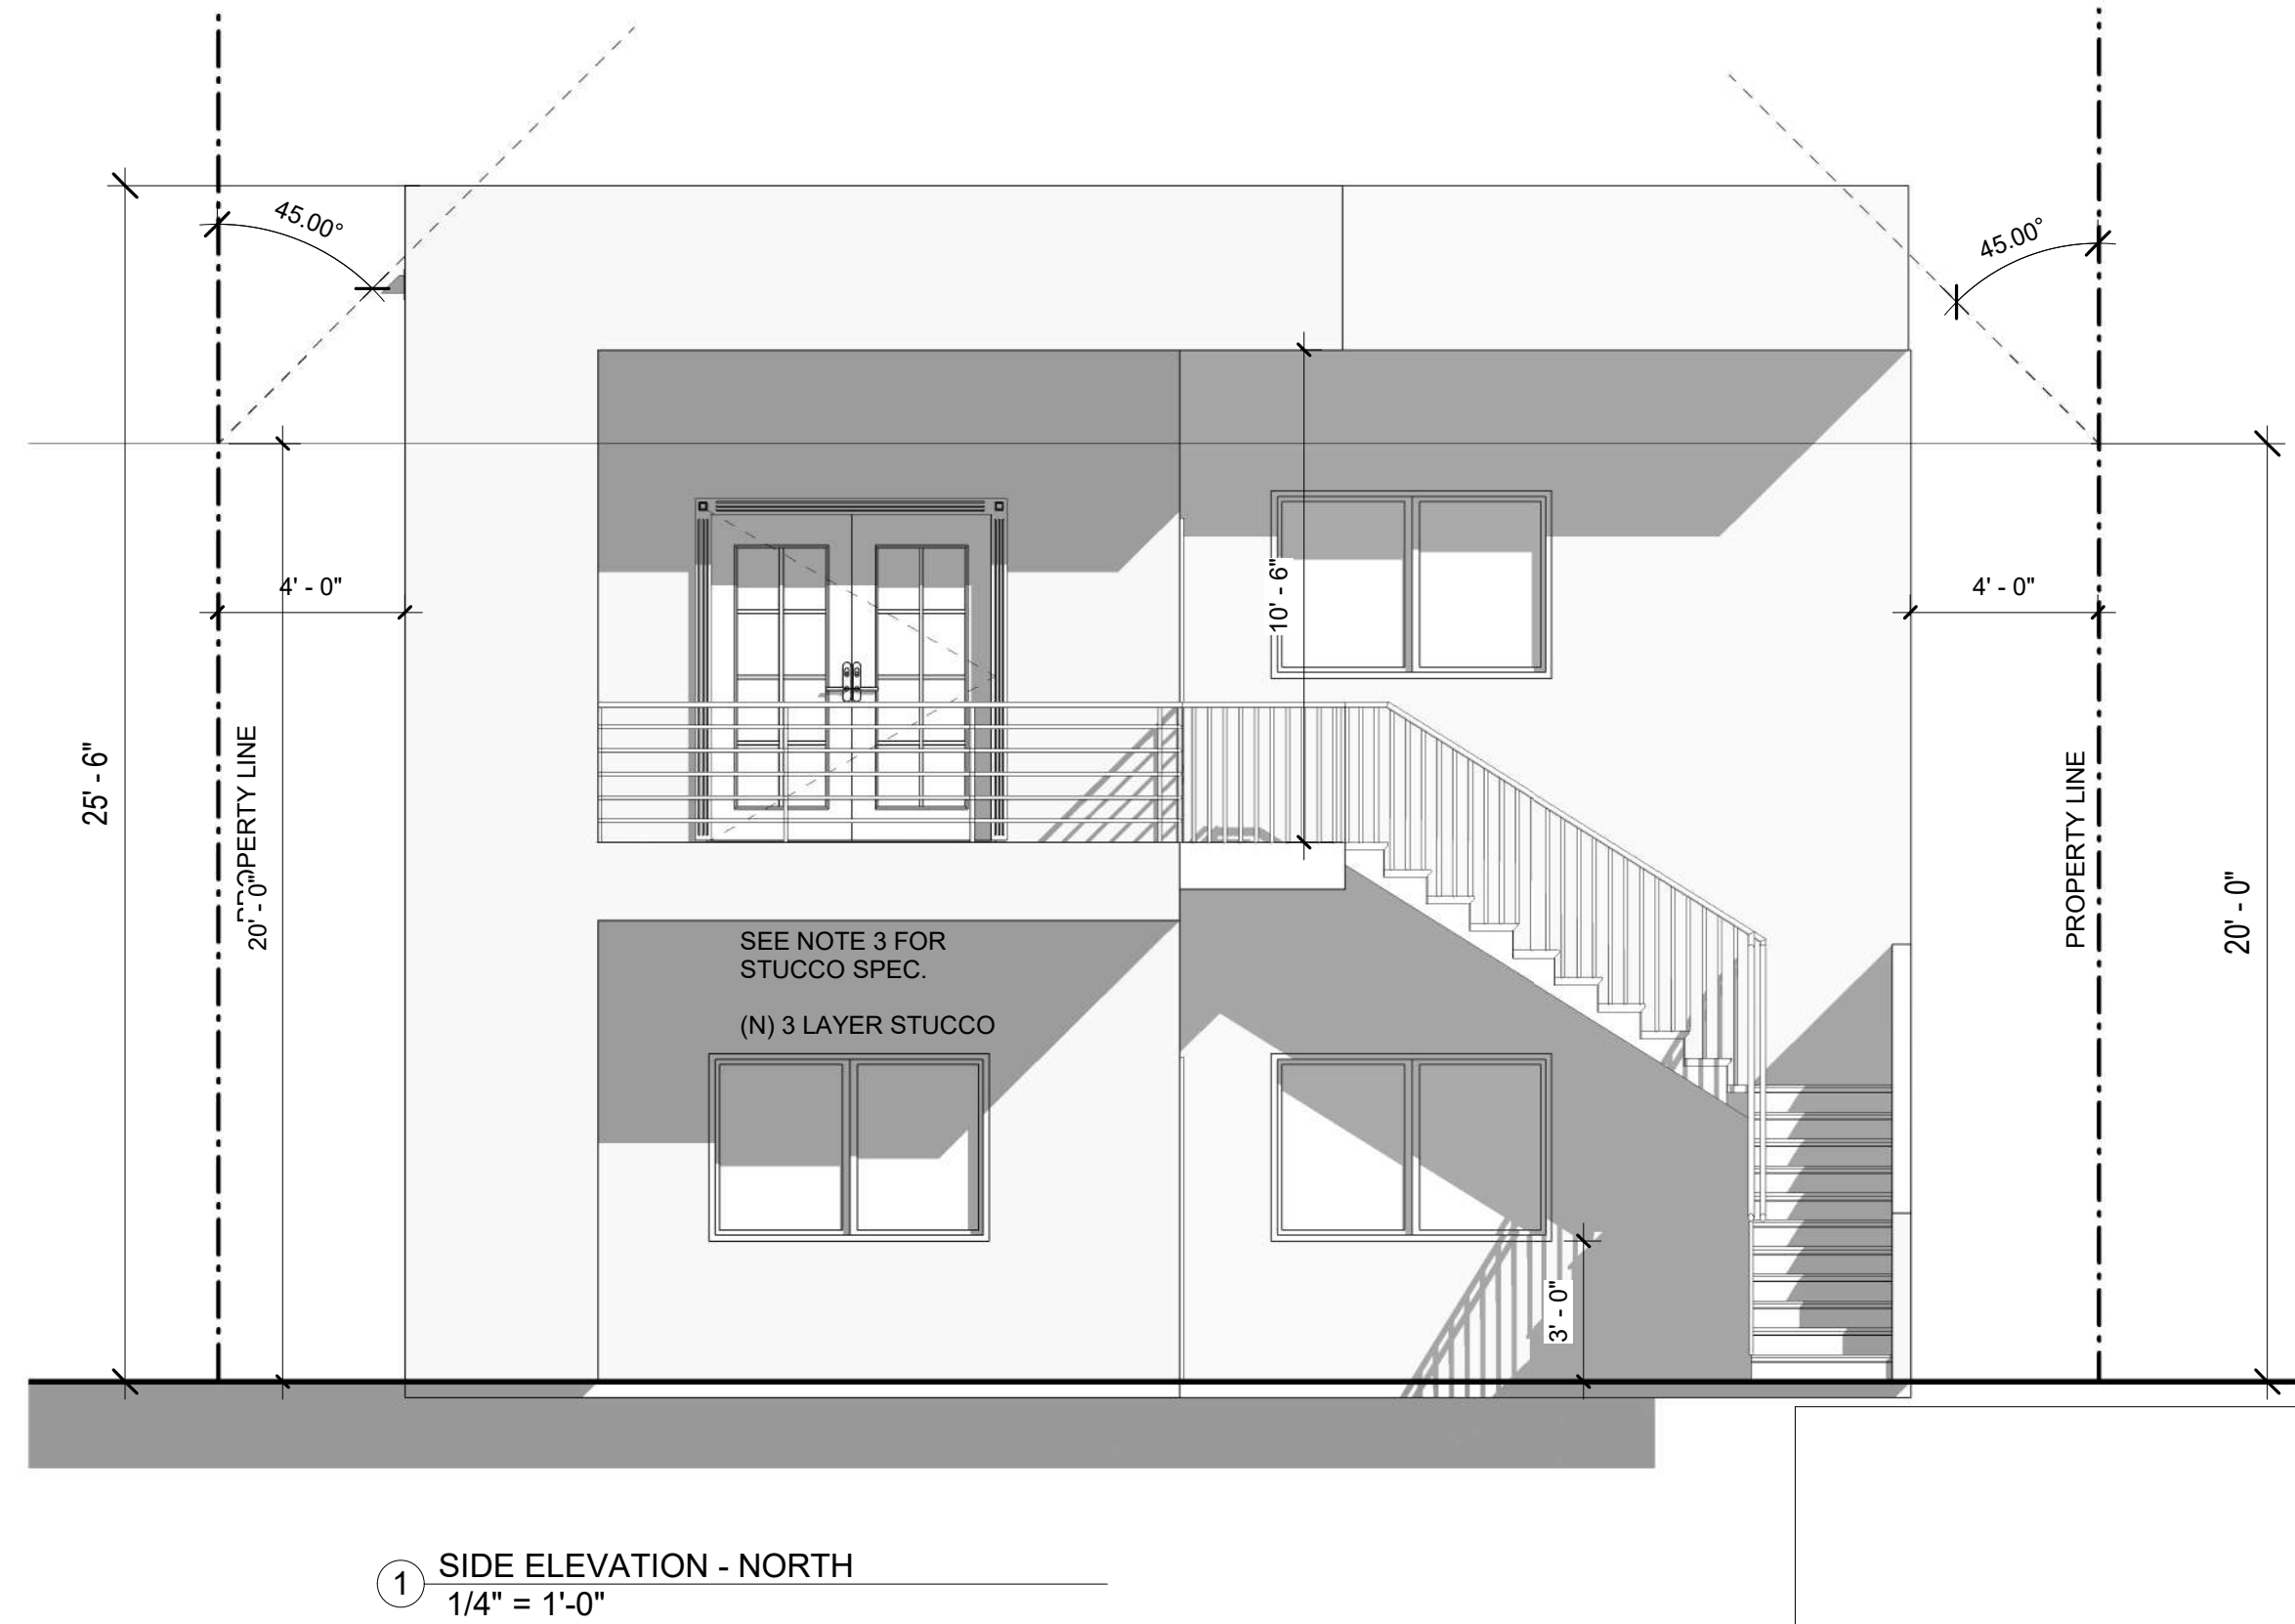 45.00°
45.00°
4' - 0"
4' - 0"
10' - 6"
25' - 6"
PROPERTY LINE
20' - 0"
PROPERTY LINE
20' - 0"
SEE NOTE 3 FOR
STUCCO SPEC.
(N) 3 LAYER STUCCO
3' - 0"
1 SIDE ELEVATION - NORTH
1/4" = 1'-0"